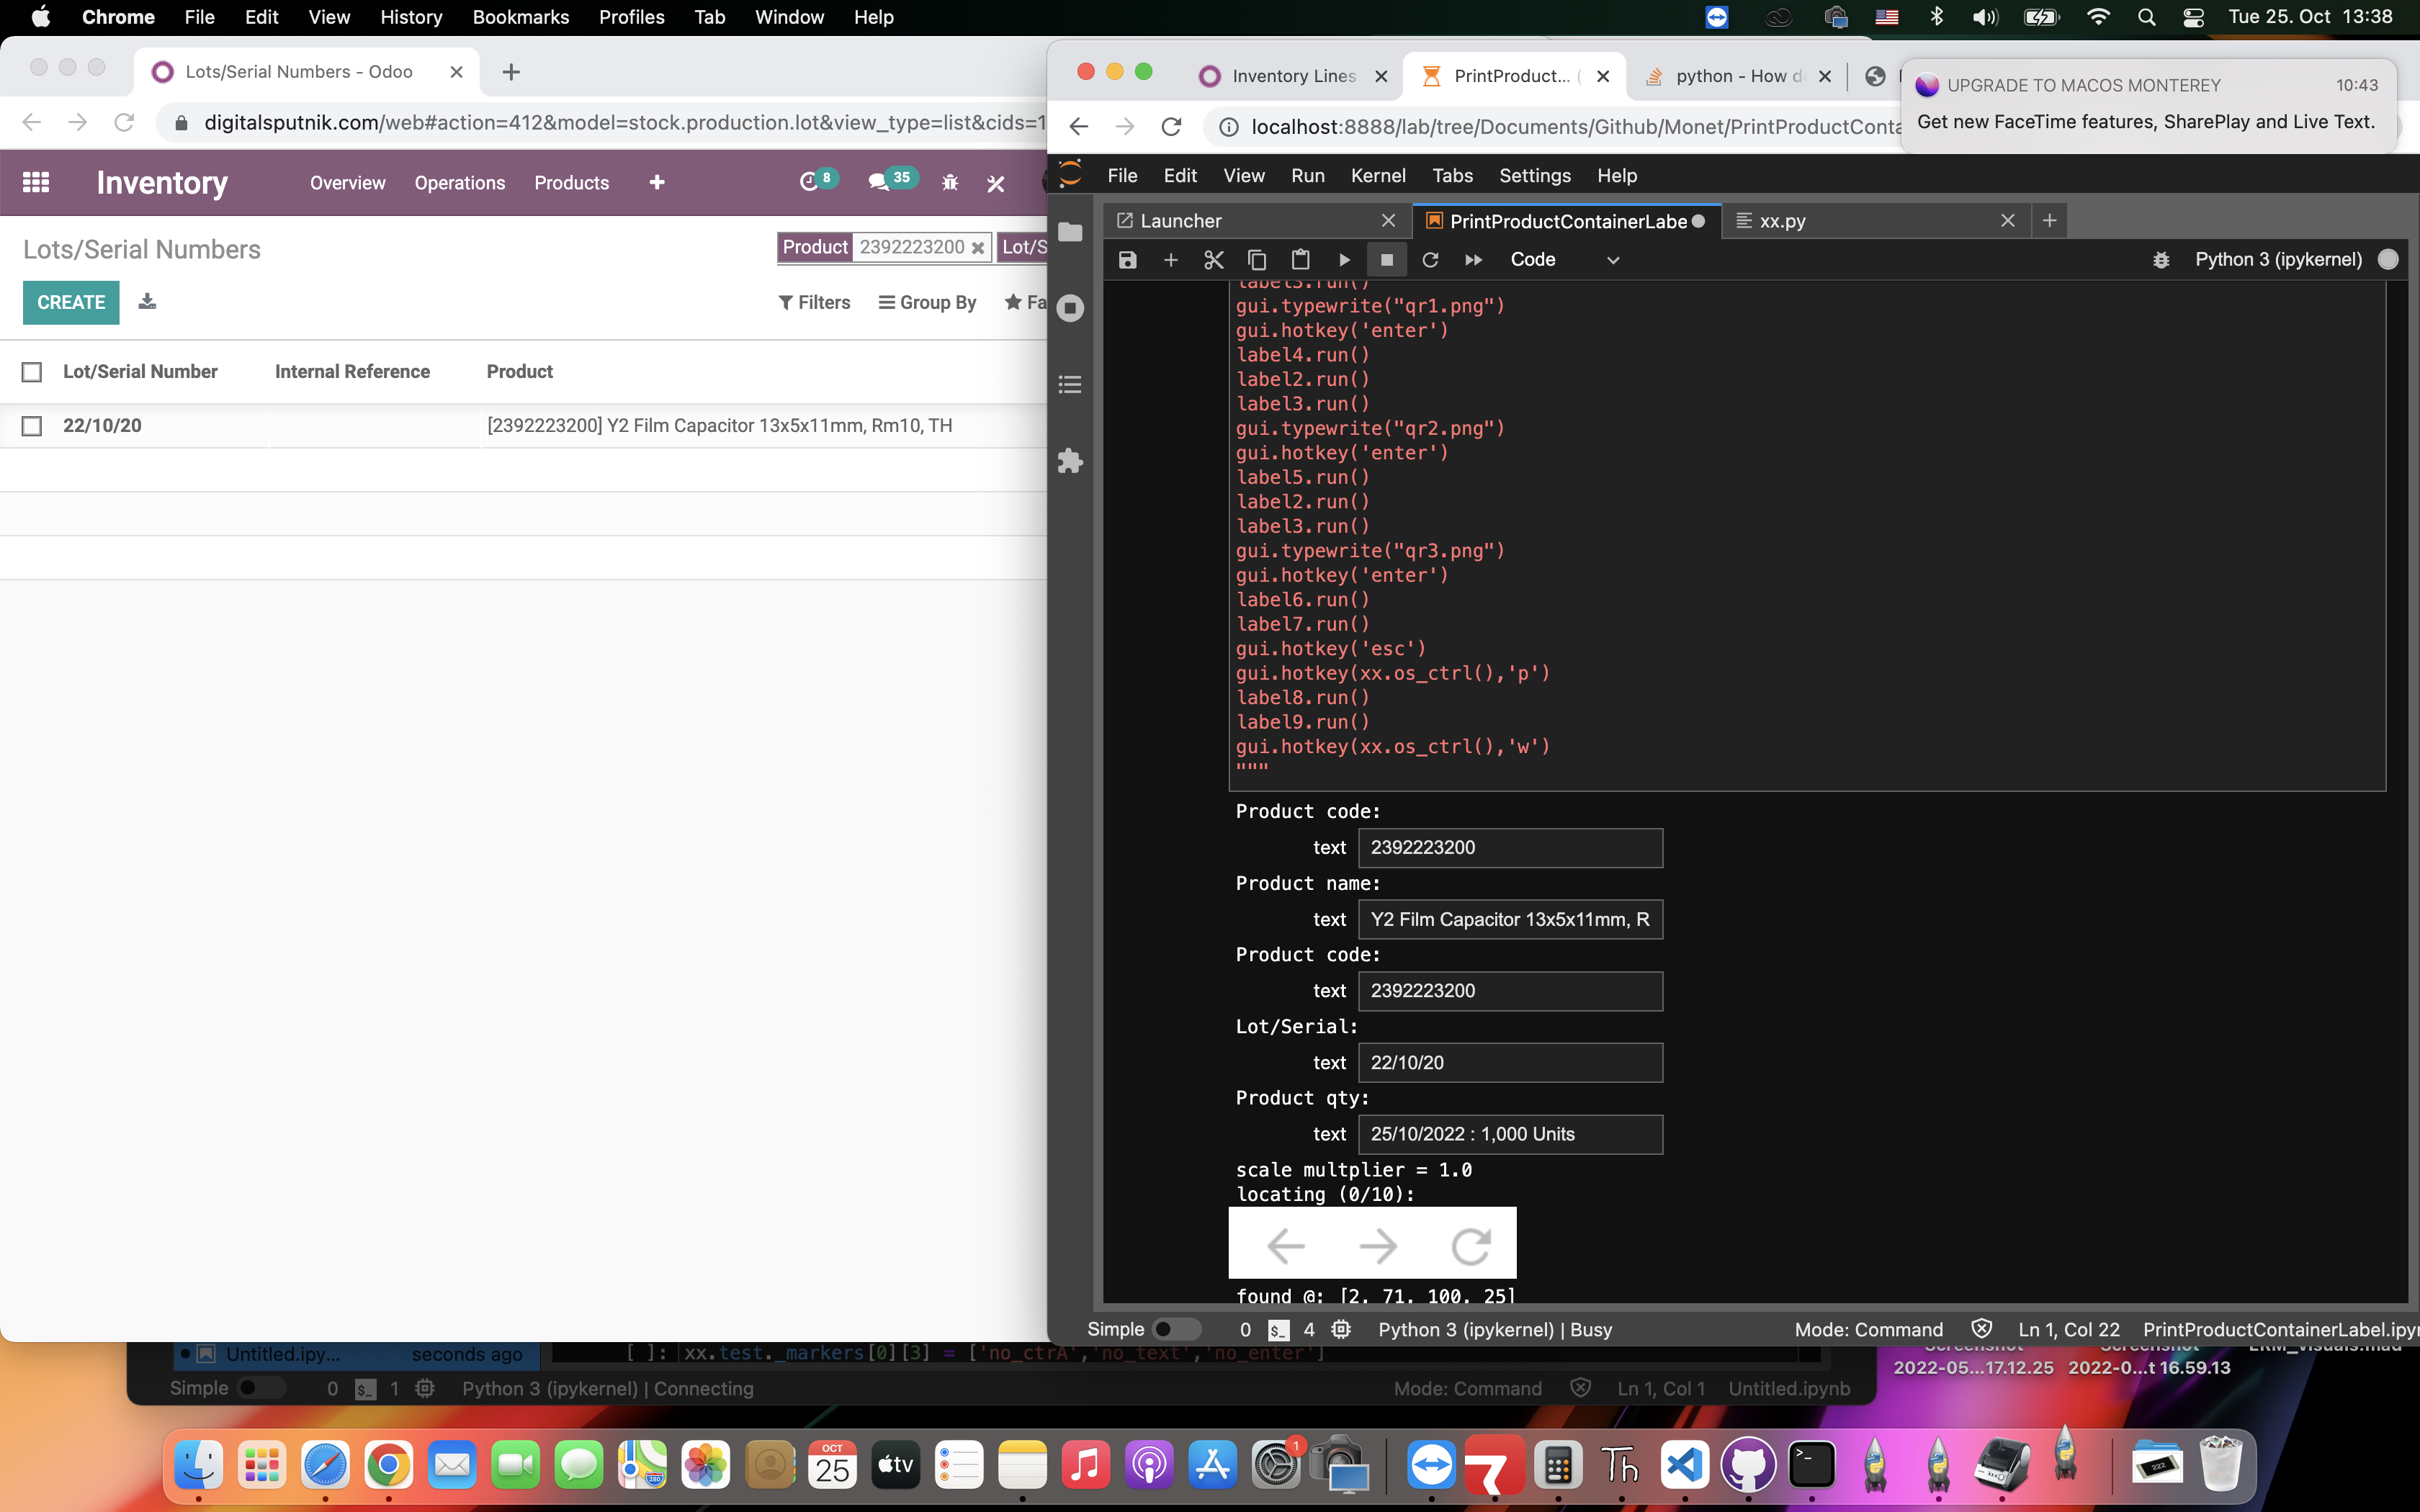 Chrome File Edit View History Bookmarks Profiles Tab Window Help Tue 25. Oct 13:38
Lots/Serial Numbers - Odoo
digitalsputnik.com/web#action=412&model=stock.production.lot&view_type=list&cids=1
Inventory Overview Operations Products + 8 35
Lots/Serial Numbers
Product 2392223200 Lot/S
CREATE
Filters Group By Fa
Lot/Serial Number Internal Reference Product
22/10/20 [2392223200] Y2 Film Capacitor 13x5x11mm, Rm10, TH
Inventory Lines PrintProduct... ( python - How d
UPGRADE TO MACOS MONTEREY 10:43
Get new FaceTime features, SharePlay and Live Text.
localhost:8888/lab/tree/Documents/Github/Monet/PrintProductConta
File Edit View Run Kernel Tabs Settings Help
Launcher PrintProductContainerLabe xx.py
Code Python 3 (ipykernel)
label3.run()
gui.typewrite("qr1.png")
gui.hotkey('enter')
label4.run()
label2.run()
label3.run()
gui.typewrite("qr2.png")
gui.hotkey('enter')
label5.run()
label2.run()
label3.run()
gui.typewrite("qr3.png")
gui.hotkey('enter')
label6.run()
label7.run()
gui.hotkey('esc')
gui.hotkey(xx.os_ctrl(),'p')
label8.run()
label9.run()
gui.hotkey(xx.os_ctrl(),'w')
"""
Product code:
text 2392223200
Product name:
text Y2 Film Capacitor 13x5x11mm, R
Product code:
text 2392223200
Lot/Serial:
text 22/10/20
Product qty:
text 25/10/2022 : 1,000 Units
scale multplier = 1.0
locating (0/10):
found @: [2, 71, 100, 25]
Simple 0 $_ 4 Python 3 (ipykernel) | Busy Mode: Command Ln 1, Col 22 PrintProductContainerLabel.ipyn
Untitled.ipy... seconds ago [ ]: xx.test._markers[0][3] = ['no_ctrA','no_text','no_enter']
Simple 0 $_ 1 Python 3 (ipykernel) | Connecting Mode: Command Ln 1, Col 1 Untitled.ipynb
Screenshot Screenshot
2022-05...17.12.25 2022-0...t 16.59.13
OCT
25
tv
280
1
Th
>_
222